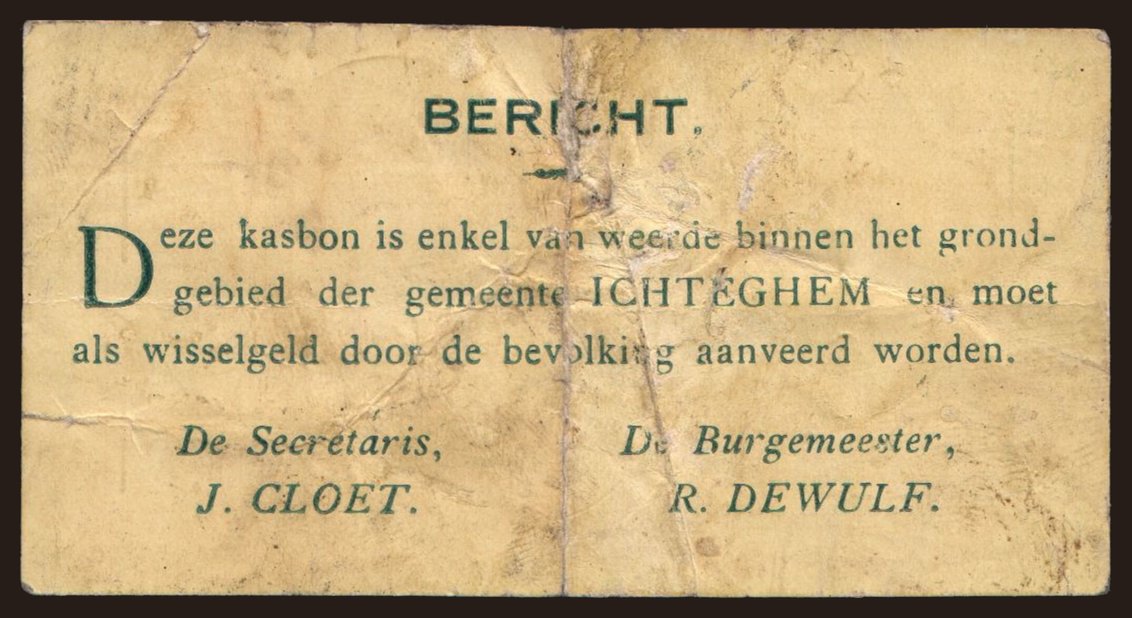 BERICHT.
Deze kasbon is enkel van weerde binnen het grond-
gebied der gemeente ICHTEGHEM en moet
als wisselgeld door de bevolking aanveerd worden.
De Secretaris, De Burgemeester,
J. CLOET. R. DEWULF.